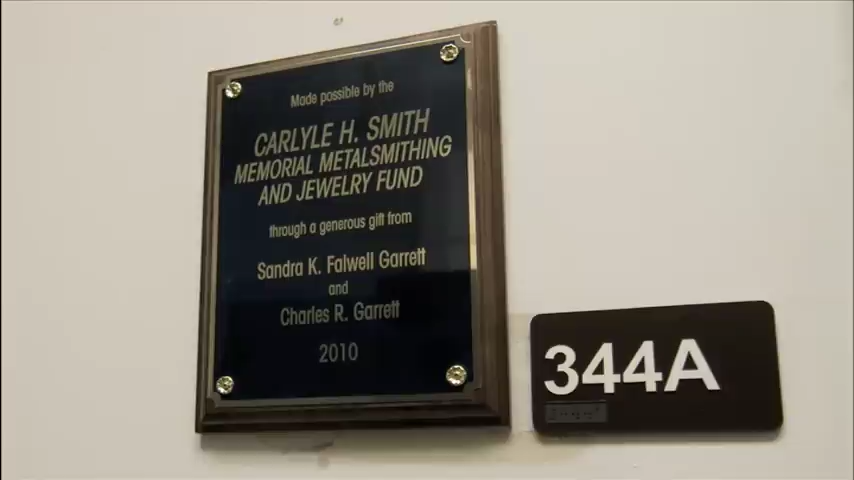 Made possible by the
CARLYLE H. SMITH
MEMORIAL METALSMITHING
AND JEWELRY FUND
through a generous gift from
Sandra K. Falwell Garrett
and
Charles R. Garrett
2010
344A